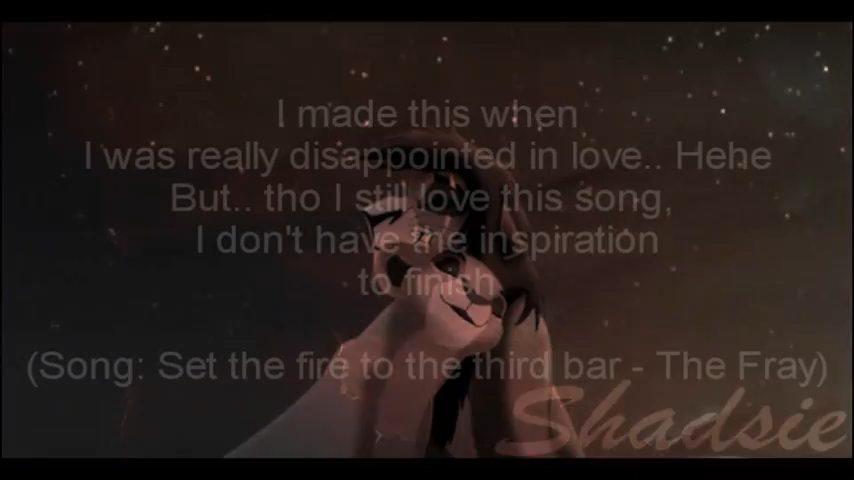 I made this when
I was really disappointed in love.. Hehe
But.. tho I still love this song,
I don't have the inspiration
to finish.
(Song: Set the fire to the third bar - The Fray)
Shadsie